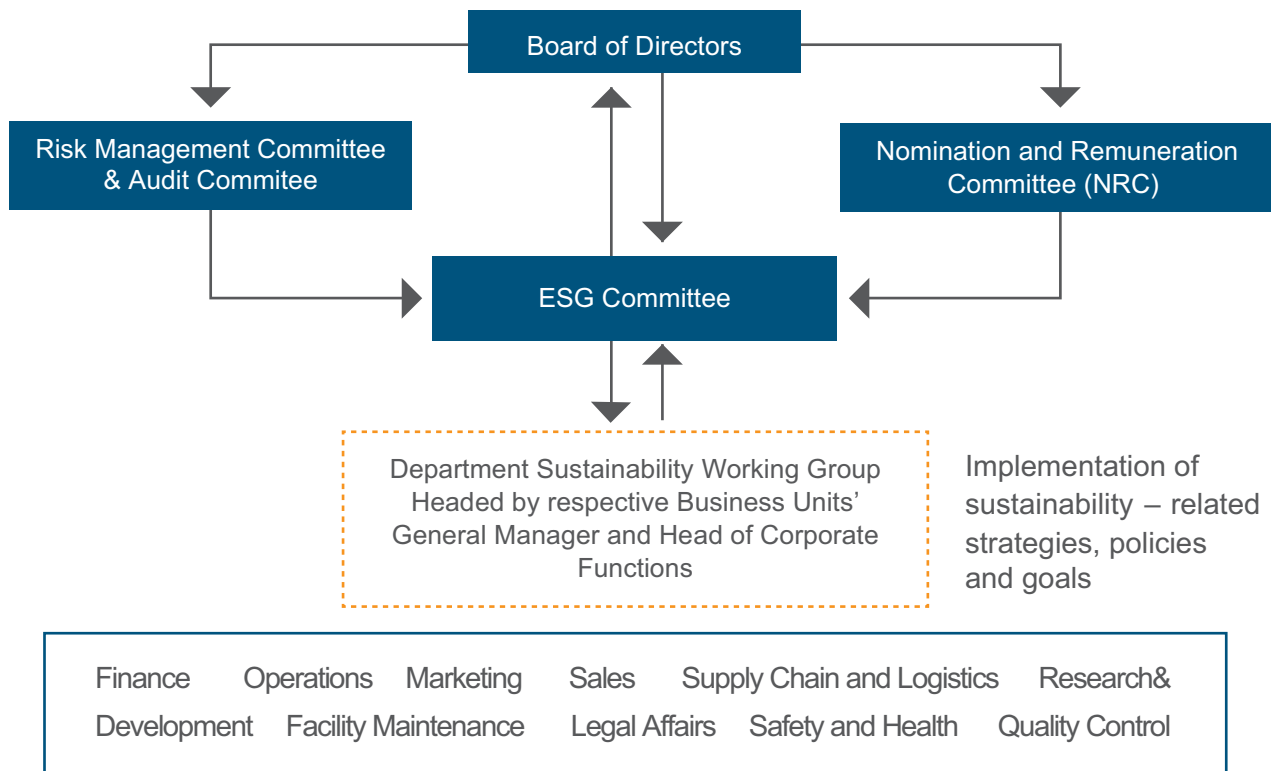 Board of Directors
Risk Management Committee
& Audit Commitee
Nomination and Remuneration
Committee (NRC)
ESG Committee
Department Sustainability Working Group
Headed by respective Business Units’
General Manager and Head of Corporate
Functions
Implementation of
sustainability – related
strategies, policies
and goals
Finance Operations Marketing Sales Supply Chain and Logistics Research&
Development Facility Maintenance Legal Affairs Safety and Health Quality Control